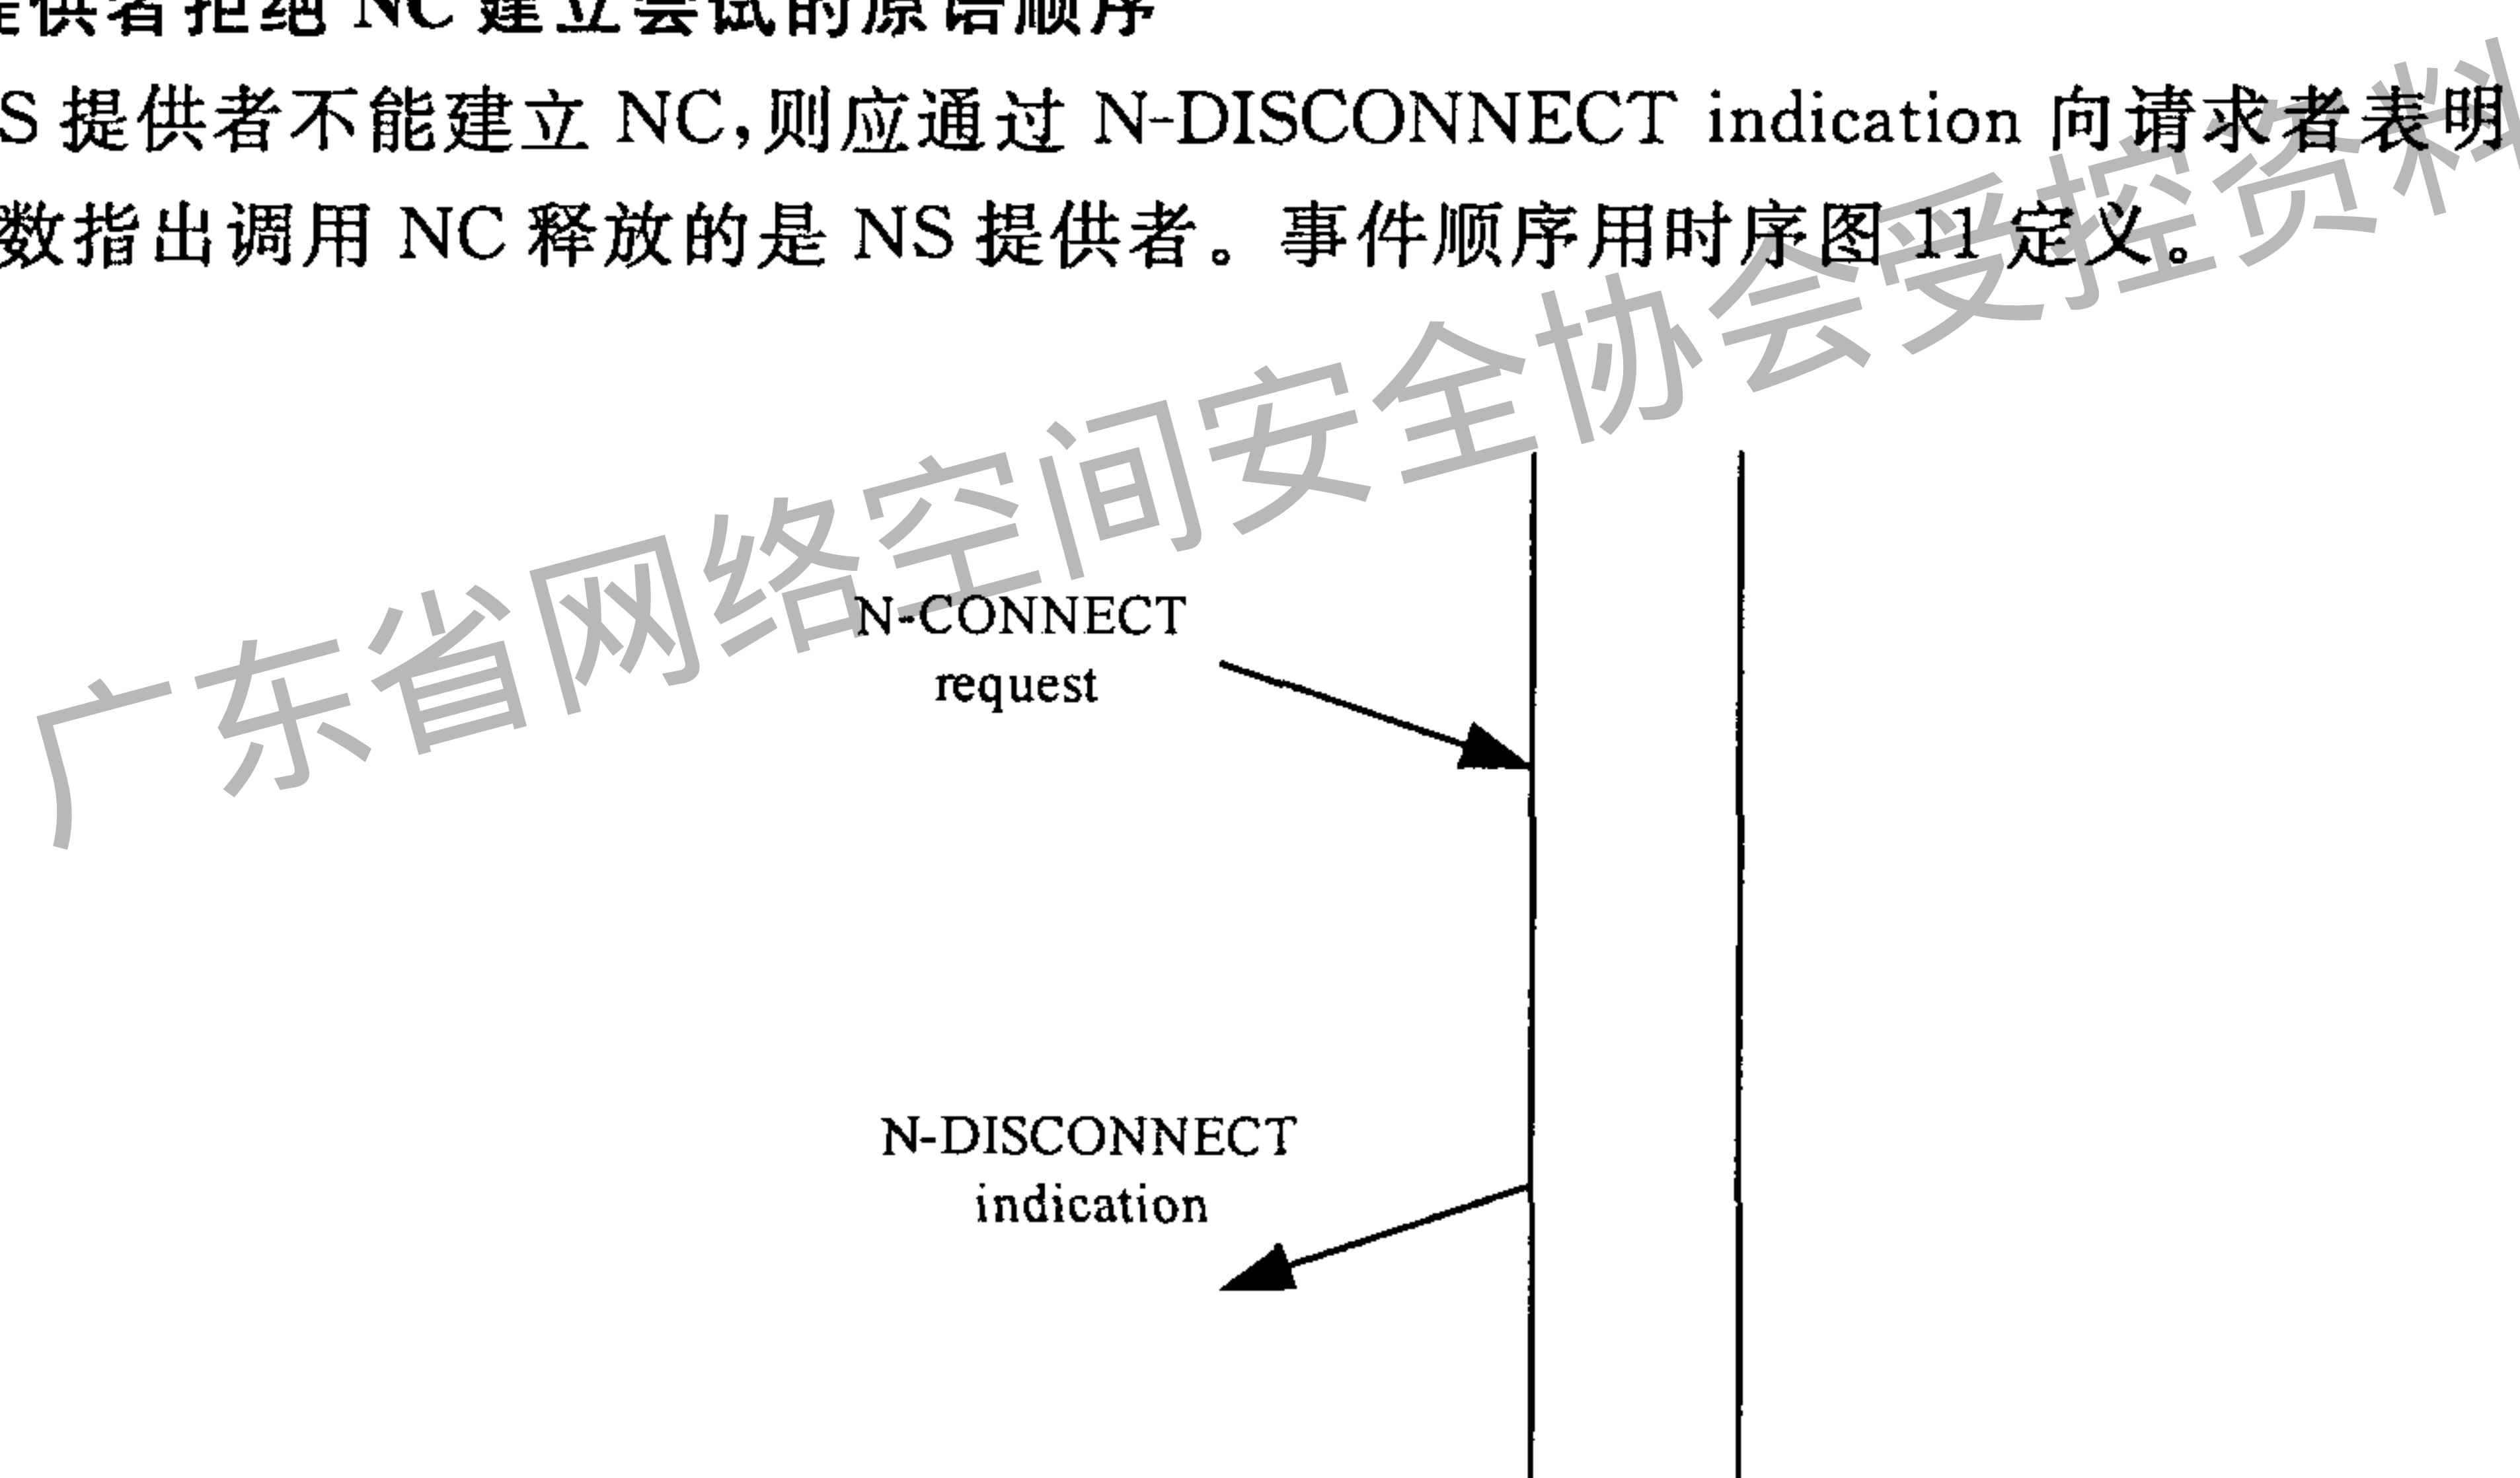 供者拒绝 NC 建立尝试的原语顺序
S 提供者不能建立 NC,则应通过 N-DISCONNECT indication 向请求者表明
数指出调用 NC 释放的是 NS 提供者。事件顺序用时序图 11 定义。
广东省网络空间安全协会受控资料
N-CONNECT
request
N-DISCONNECT
indication